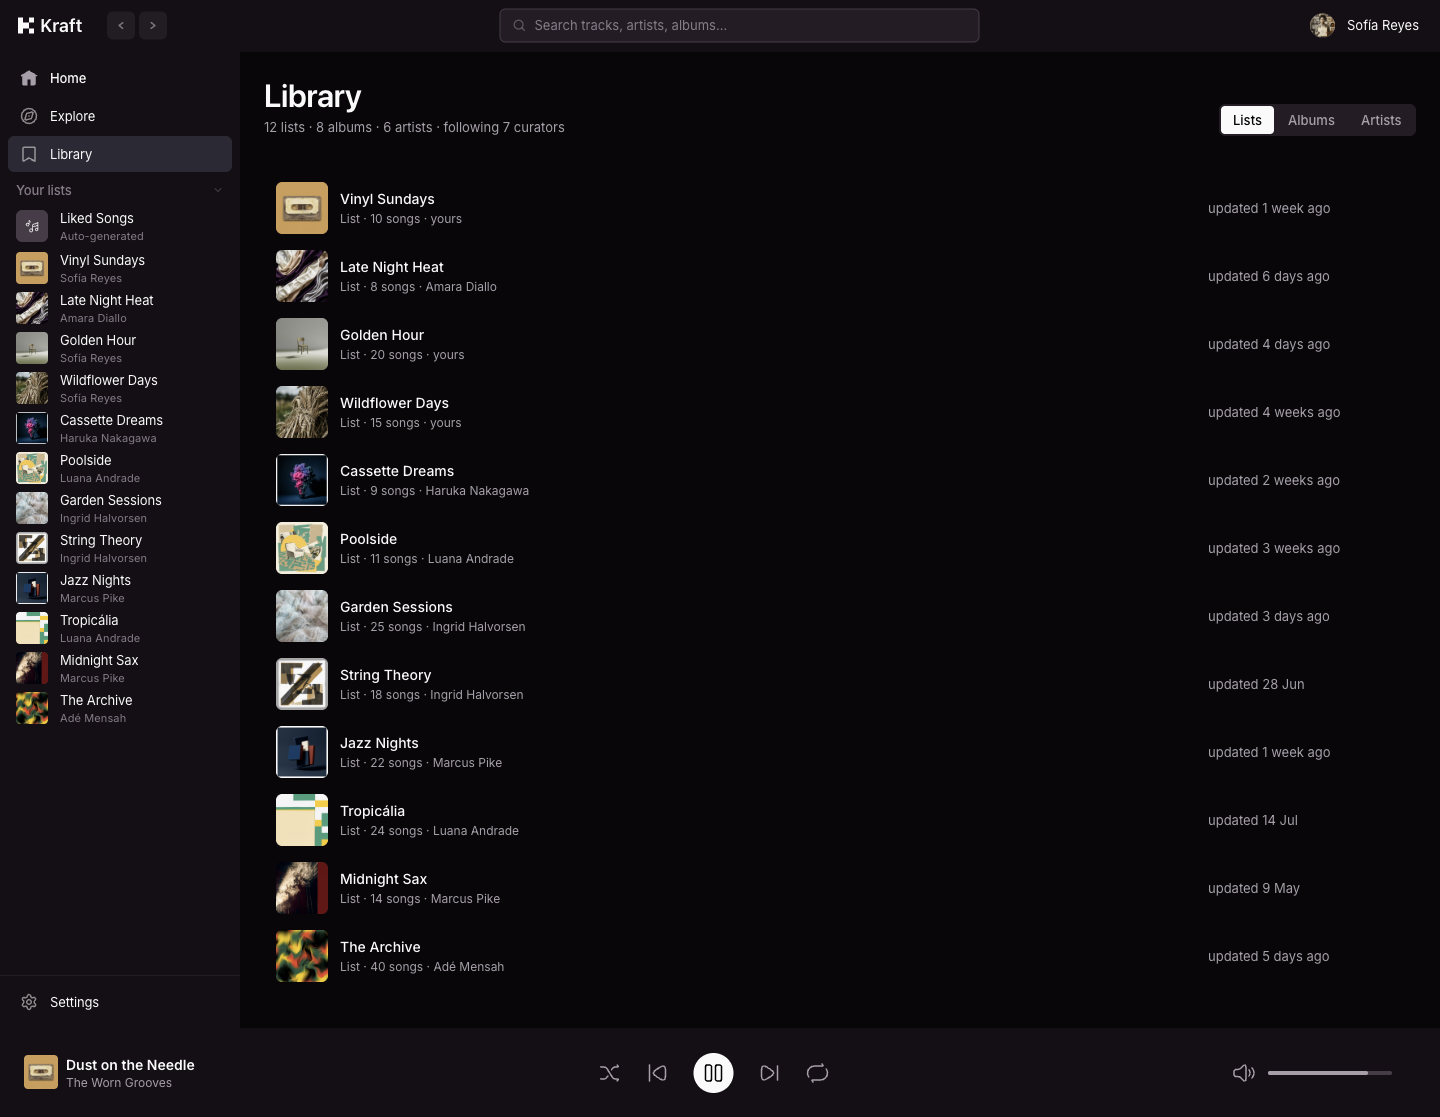 Kraft
Search tracks, artists, albums...
Sofía Reyes
Home
Explore
Library
Your lists
Liked Songs
Auto-generated
Vinyl Sundays
Sofía Reyes
Late Night Heat
Amara Diallo
Golden Hour
Sofía Reyes
Wildflower Days
Sofía Reyes
Cassette Dreams
Haruka Nakagawa
Poolside
Luana Andrade
Garden Sessions
Ingrid Halvorsen
String Theory
Ingrid Halvorsen
Jazz Nights
Marcus Pike
Tropicália
Luana Andrade
Midnight Sax
Marcus Pike
The Archive
Adé Mensah
Settings
Library
12 lists · 8 albums · 6 artists · following 7 curators
Lists Albums Artists
Vinyl Sundays
List · 10 songs · yours
updated 1 week ago
Late Night Heat
List · 8 songs · Amara Diallo
updated 6 days ago
Golden Hour
List · 20 songs · yours
updated 4 days ago
Wildflower Days
List · 15 songs · yours
updated 4 weeks ago
Cassette Dreams
List · 9 songs · Haruka Nakagawa
updated 2 weeks ago
Poolside
List · 11 songs · Luana Andrade
updated 3 weeks ago
Garden Sessions
List · 25 songs · Ingrid Halvorsen
updated 3 days ago
String Theory
List · 18 songs · Ingrid Halvorsen
updated 28 Jun
Jazz Nights
List · 22 songs · Marcus Pike
updated 1 week ago
Tropicália
List · 24 songs · Luana Andrade
updated 14 Jul
Midnight Sax
List · 14 songs · Marcus Pike
updated 9 May
The Archive
List · 40 songs · Adé Mensah
updated 5 days ago
Dust on the Needle
The Worn Grooves